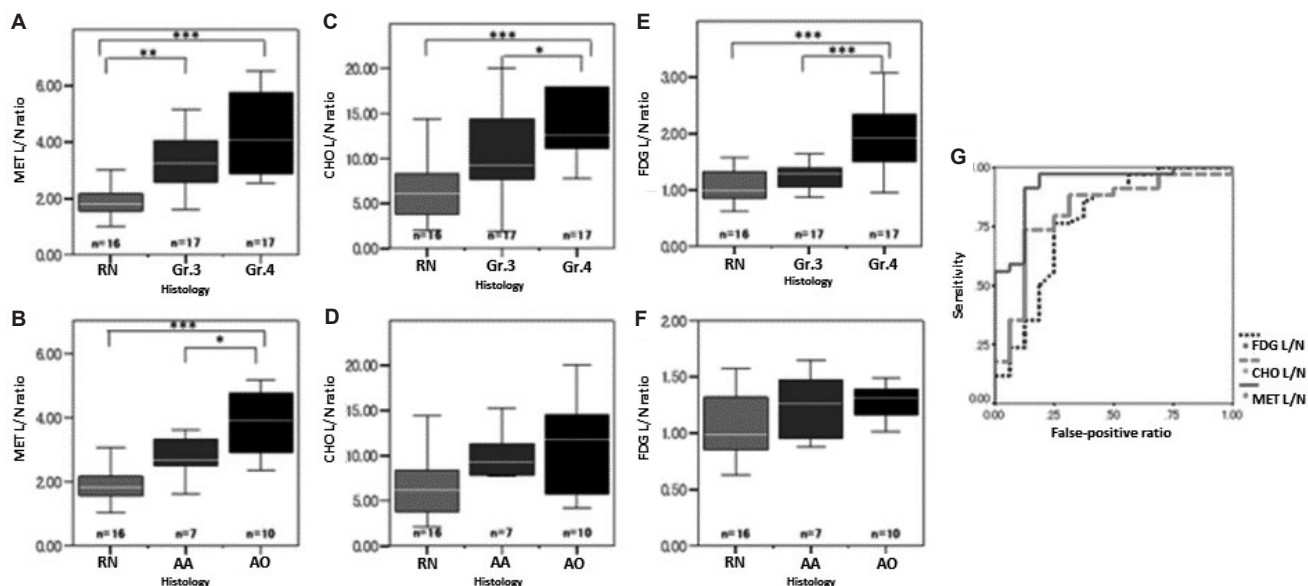 A
***
**
6.00
4.00
2.00
0.00
MET L/N ratio
n=16
n=17
n=17
RN
Gr.3
Gr.4
Histology
C
***
*
20.00
15.00
10.00
5.00
0.00
CHO L/N ratio
n=16
n=17
n=17
RN
Gr.3
Gr.4
Histology
E
***
***
3.00
2.00
1.00
0.00
FDG L/N ratio
n=16
n=17
n=17
RN
Gr.3
Gr.4
Histology
B
***
*
6.00
4.00
2.00
0.00
MET L/N ratio
n=16
n=7
n=10
RN
AA
AO
Histology
D
20.00
15.00
10.00
5.00
0.00
CHO L/N ratio
n=16
n=7
n=10
RN
AA
AO
Histology
F
2.00
1.50
1.00
0.50
0.00
FDG L/N ratio
n=16
n=7
n=10
RN
AA
AO
Histology
G
1.00
.75
.50
.25
0.00
Sensitivity
0.00
.25
.50
.75
1.00
False-positive ratio
FDG L/N
CHO L/N
MET L/N